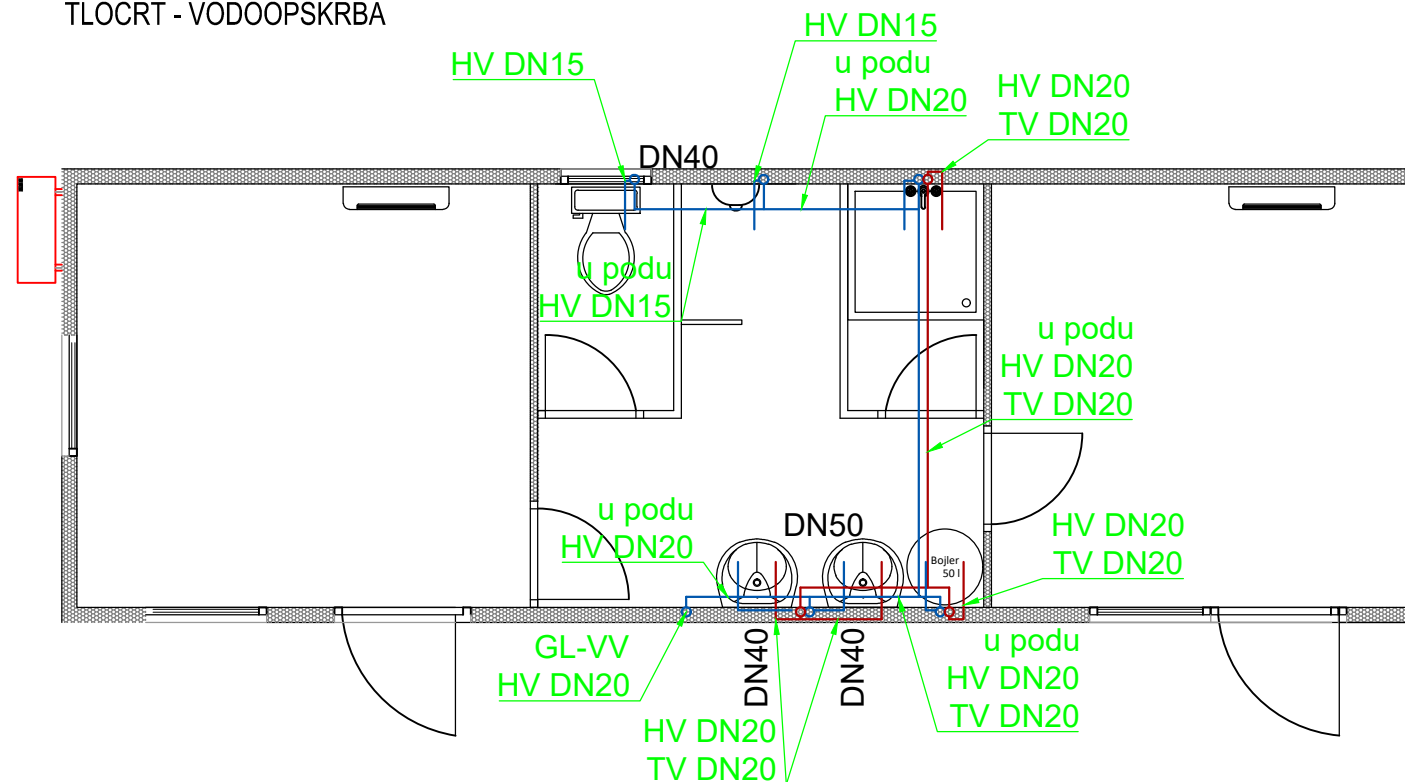 TLOCRT - VODOOPSKRBA
HV DN15
HV DN15
u podu
HV DN20
HV DN20
TV DN20
DN40
u podu
HV DN15
u podu
HV DN20
TV DN20
u podu
HV DN20
DN50
Bojler
50 l
HV DN20
TV DN20
GL-VV
HV DN20
DN40
DN40
u podu
HV DN20
TV DN20
HV DN20
TV DN20